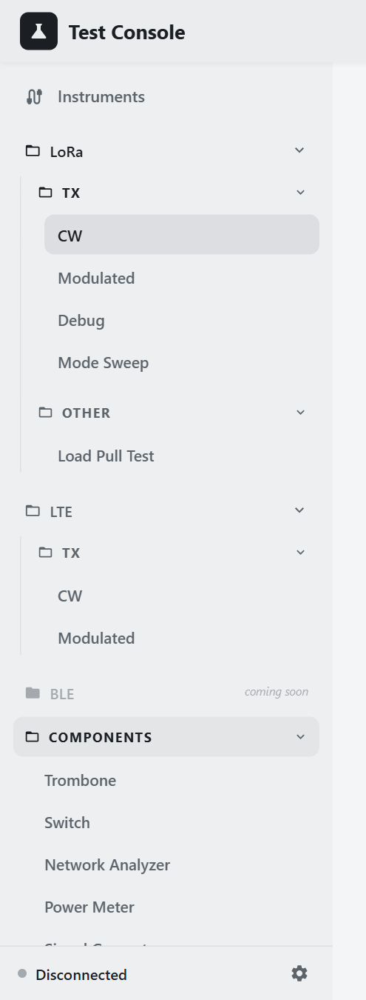 Test Console
Instruments
LoRa
TX
CW
Modulated
Debug
Mode Sweep
OTHER
Load Pull Test
LTE
TX
CW
Modulated
BLE coming soon
COMPONENTS
Trombone
Switch
Network Analyzer
Power Meter
Disconnected